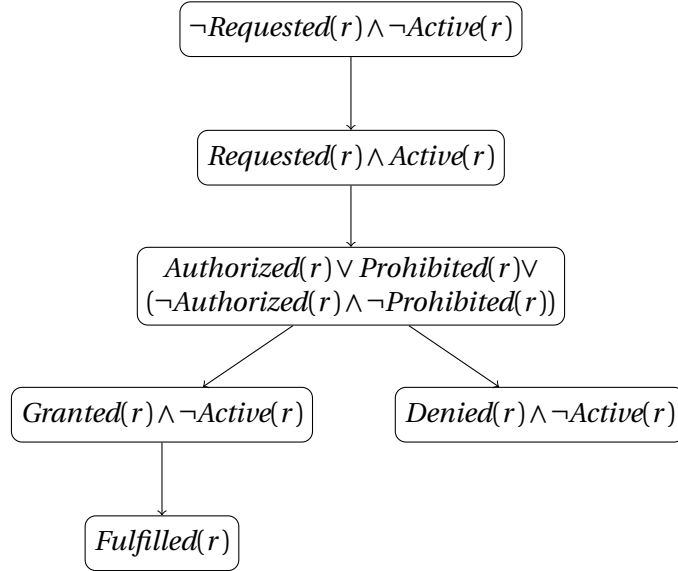 ¬Requested(r) ∧ ¬Active(r)
Requested(r) ∧ Active(r)
Authorized(r) ∨ Prohibited(r) ∨
(¬Authorized(r) ∧ ¬Prohibited(r))
Granted(r) ∧ ¬Active(r)
Denied(r) ∧ ¬Active(r)
Fulfilled(r)